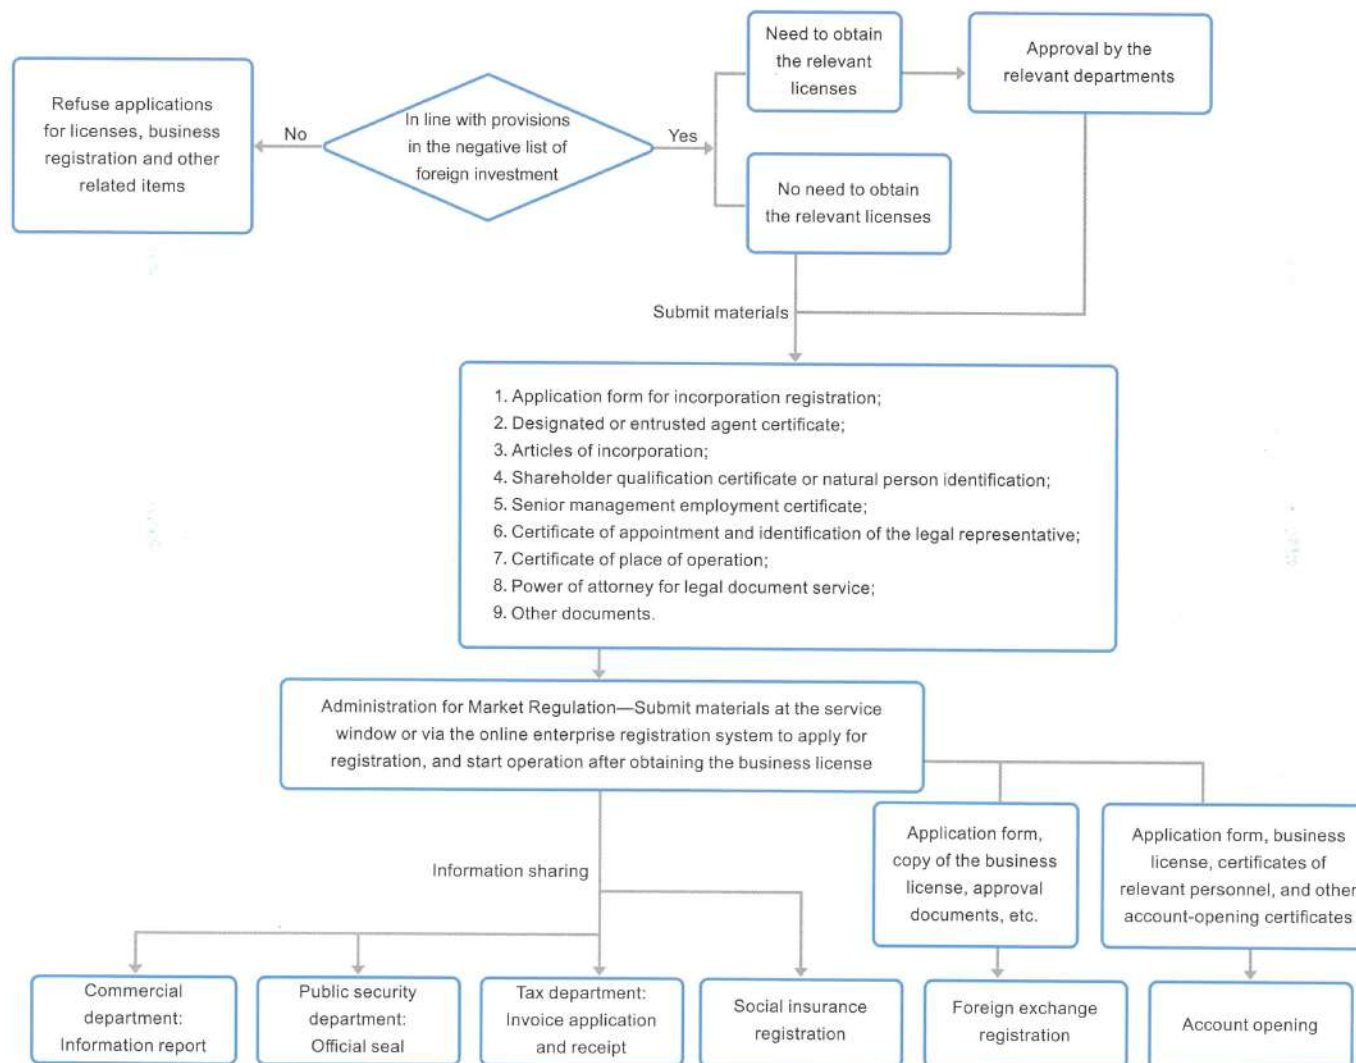 Refuse applications
for licenses, business
registration and other
related items
No
In line with provisions
in the negative list of
foreign investment
Yes
Need to obtain
the relevant
licenses
Approval by the
relevant departments
No need to obtain
the relevant licenses
Submit materials
1. Application form for incorporation registration;
2. Designated or entrusted agent certificate;
3. Articles of incorporation;
4. Shareholder qualification certificate or natural person identification;
5. Senior management employment certificate;
6. Certificate of appointment and identification of the legal representative;
7. Certificate of place of operation;
8. Power of attorney for legal document service;
9. Other documents.
Administration for Market Regulation—Submit materials at the service
window or via the online enterprise registration system to apply for
registration, and start operation after obtaining the business license
Information sharing
Application form,
copy of the business
license, approval
documents, etc.
Application form, business
license, certificates of
relevant personnel, and other
account-opening certificates
Commercial
department:
Information report
Public security
department:
Official seal
Tax department:
Invoice application
and receipt
Social insurance
registration
Foreign exchange
registration
Account opening